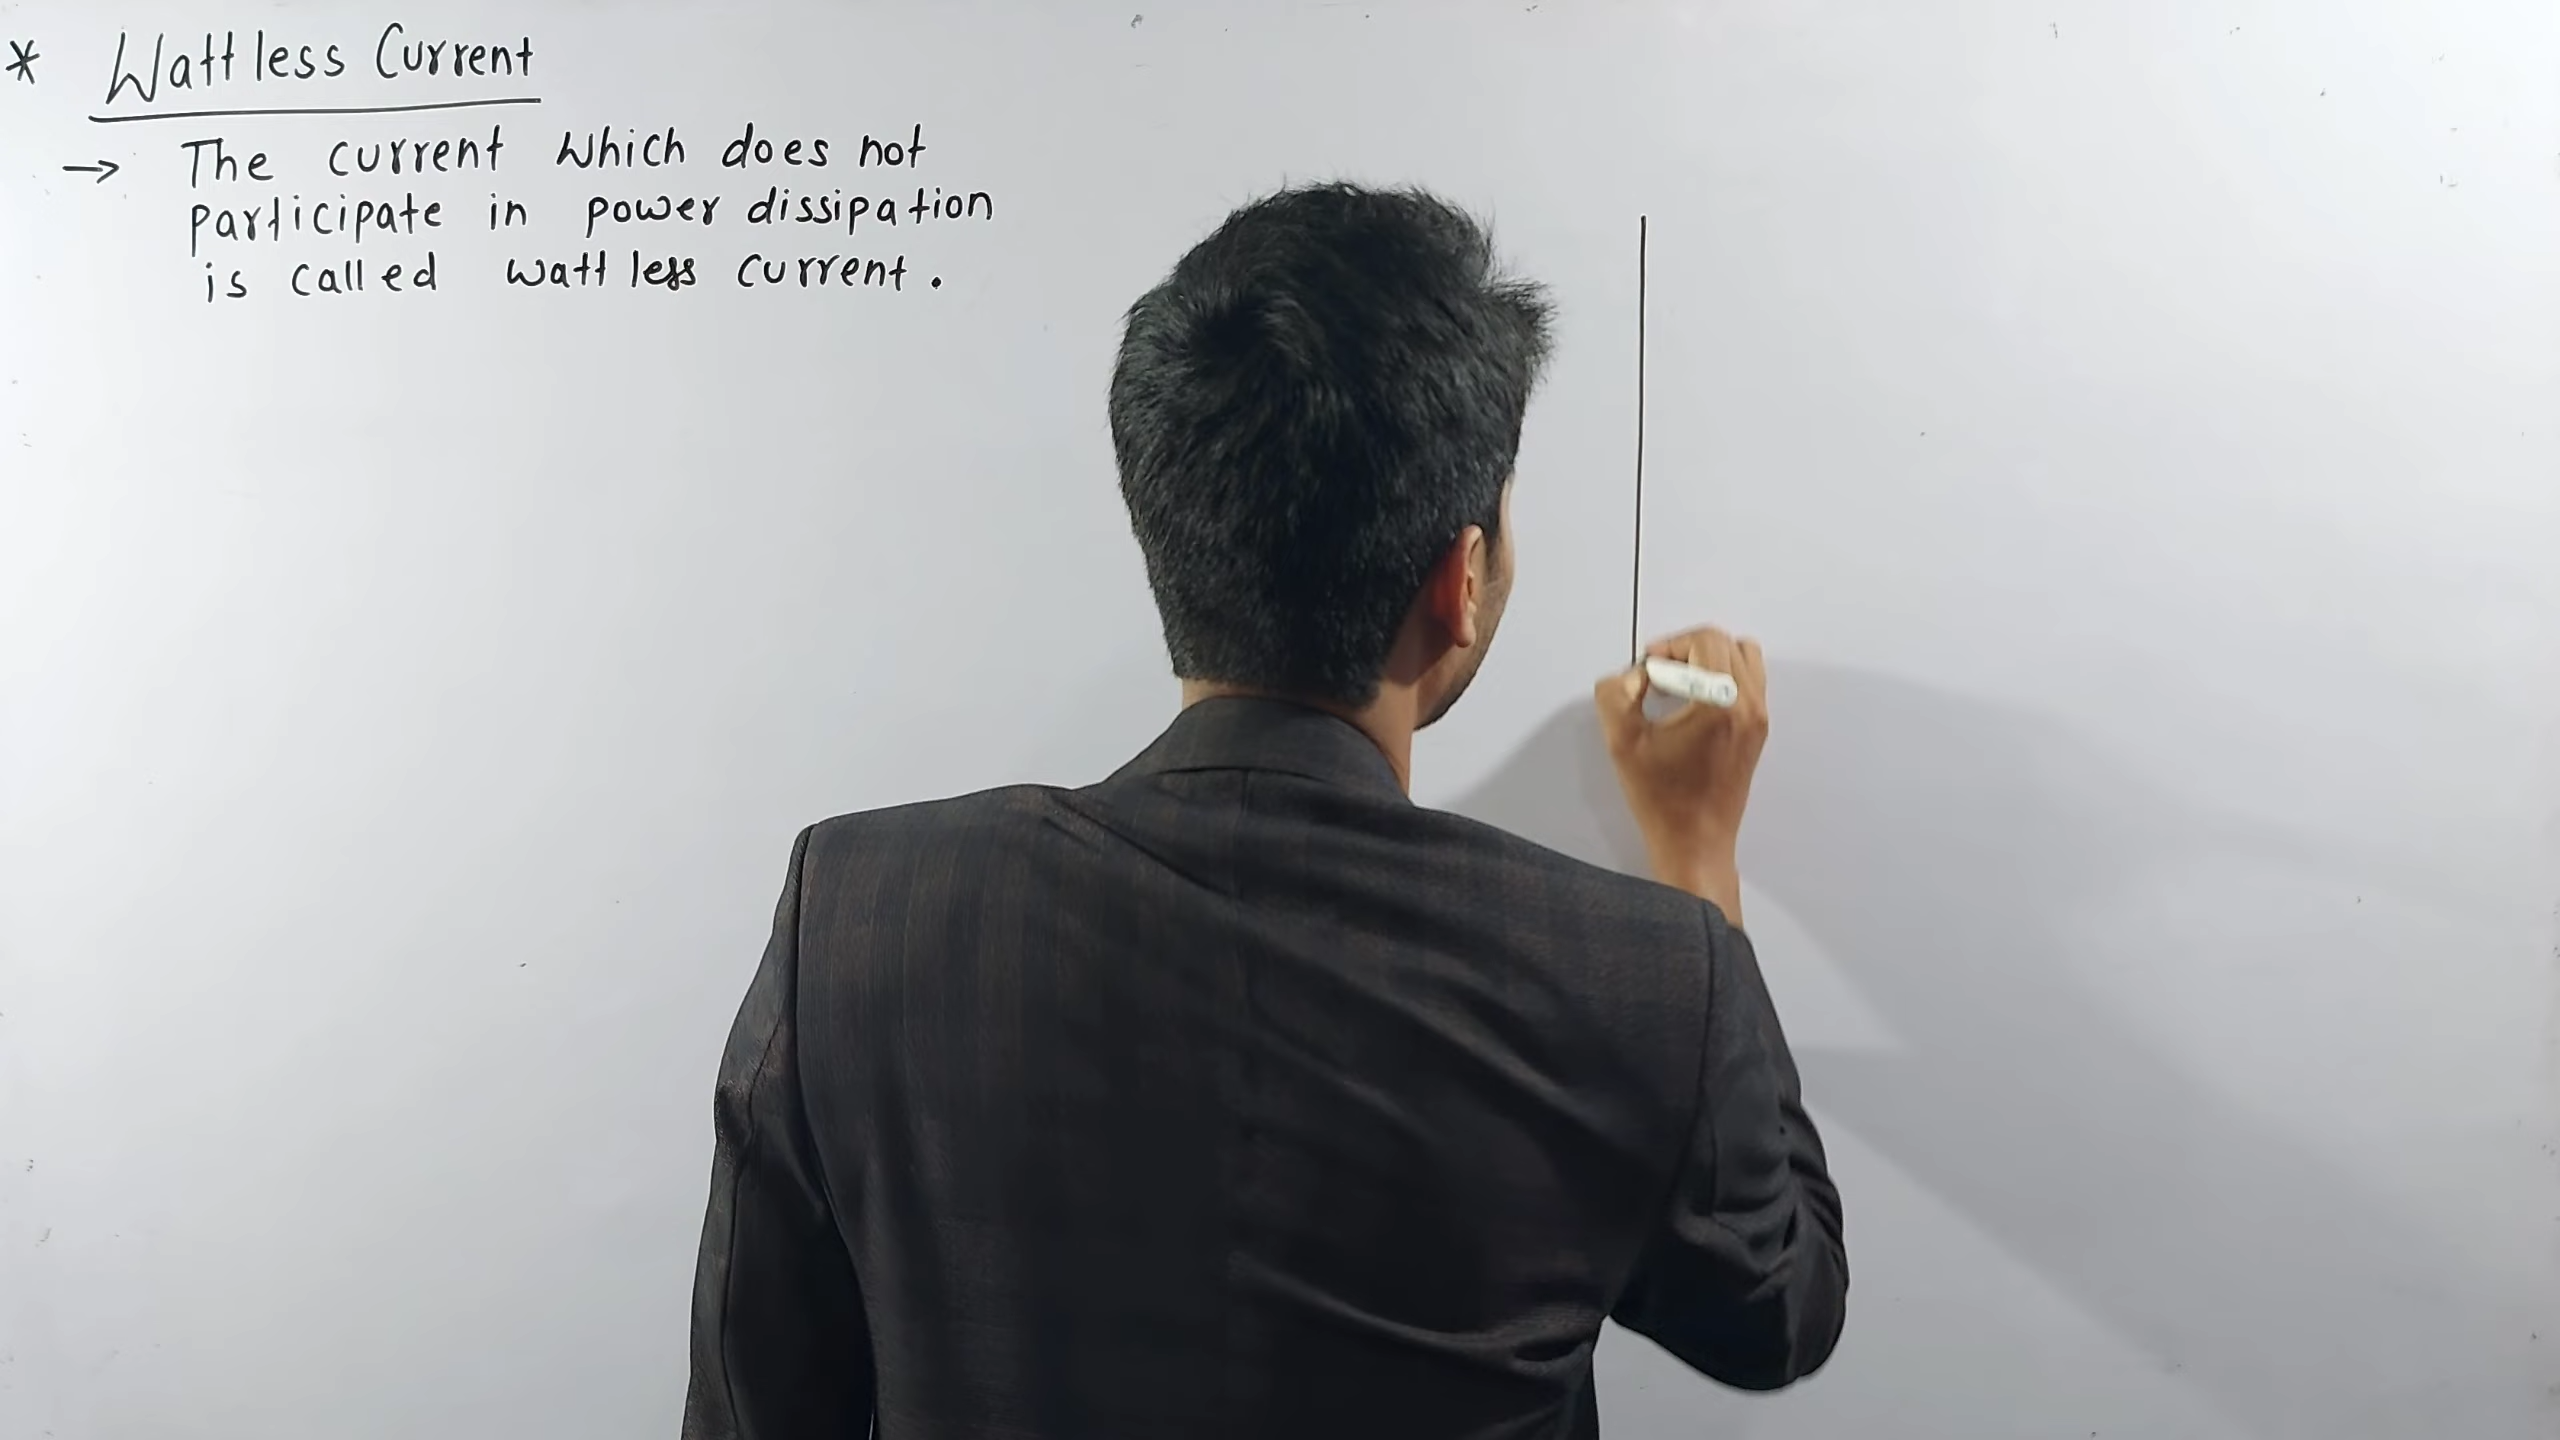 * Wattless Current
→ The current which does not
participate in power dissipation
is called wattless current.